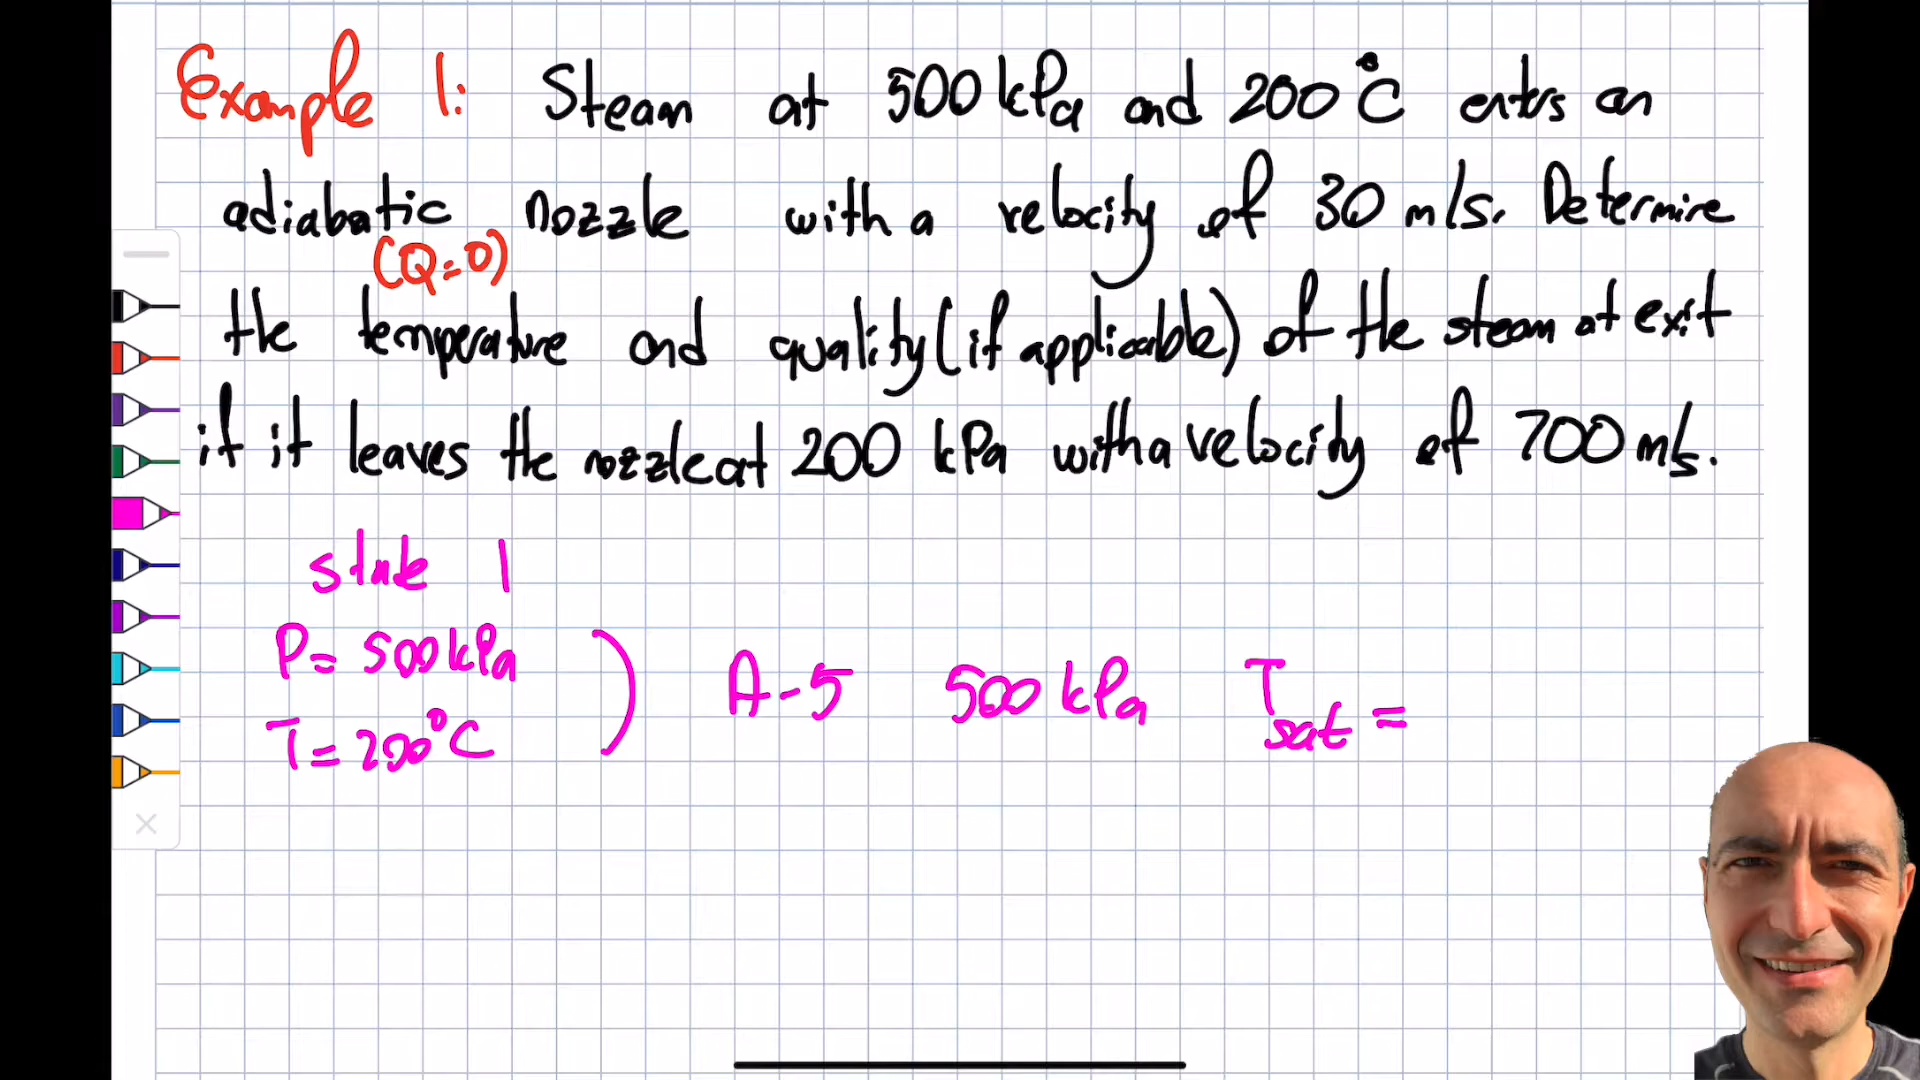 Example 1: Steam at 500 kPa and 200°C enters an
adiabatic nozzle with a velocity of 30 m/s. Determine
(Q=0)
the temperature and quality (if applicable) of the steam at exit
if it leaves the nozzle at 200 kPa with a velocity of 700 m/s.
state 1
P= 500 kPa
T= 200°C
) A-5 500 kPa Tsat =